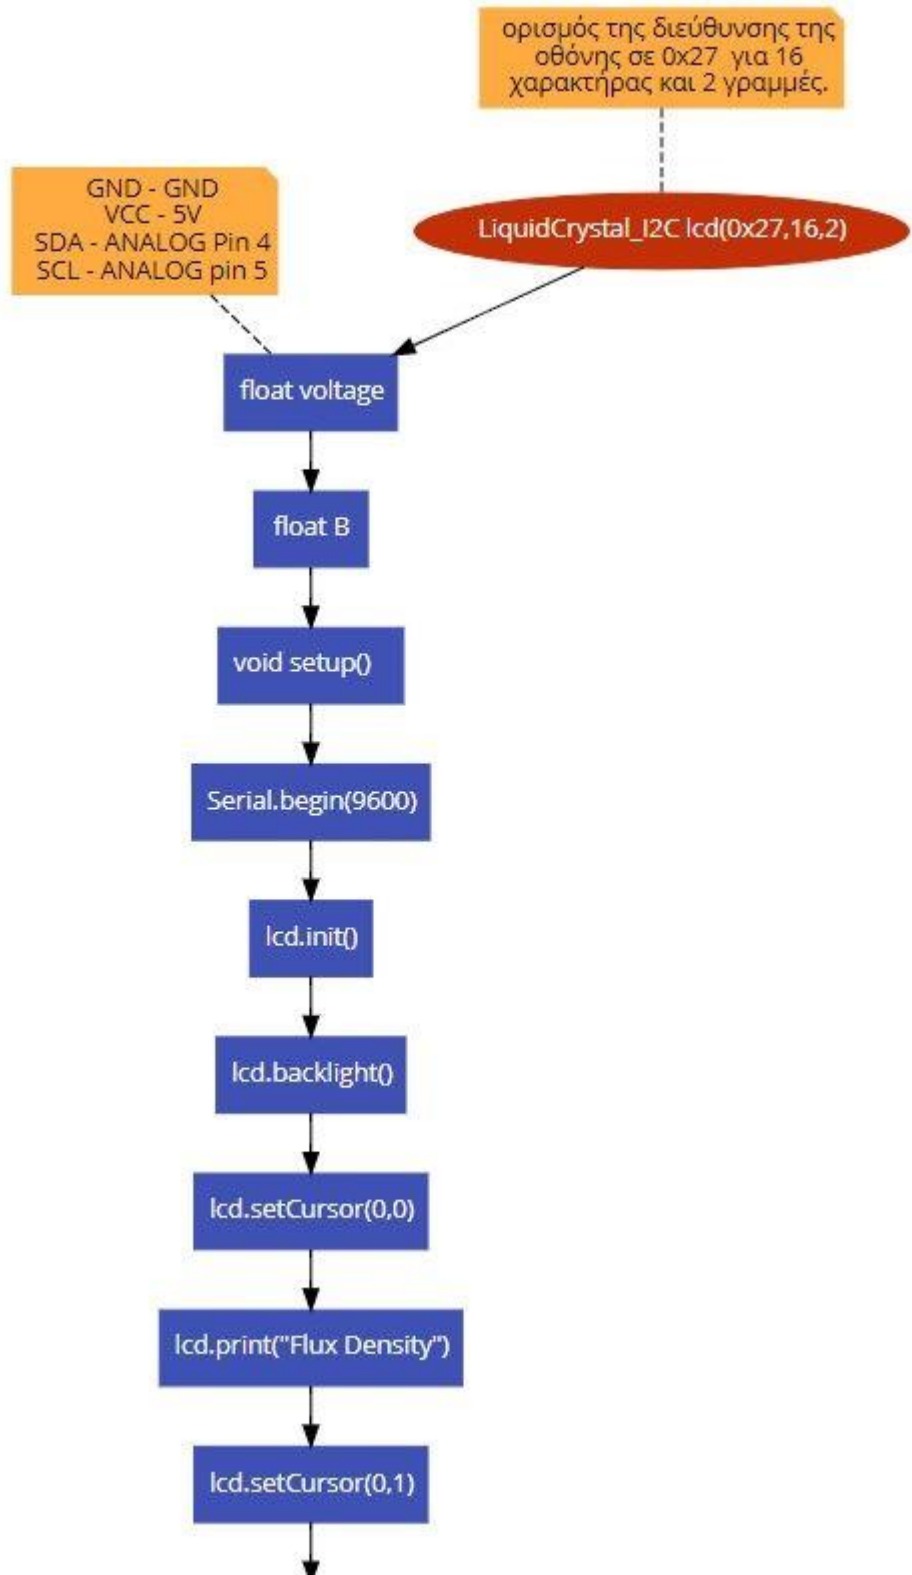 ορισμός της διεύθυνσης της
οθόνης σε 0x27 για 16
χαρακτήρας και 2 γραμμές.
GND - GND
VCC - 5V
SDA - ANALOG Pin 4
SCL - ANALOG pin 5
LiquidCrystal_I2C lcd(0x27,16,2)
float voltage
float B
void setup()
Serial.begin(9600)
lcd.init()
lcd.backlight()
lcd.setCursor(0,0)
lcd.print("Flux Density")
lcd.setCursor(0,1)